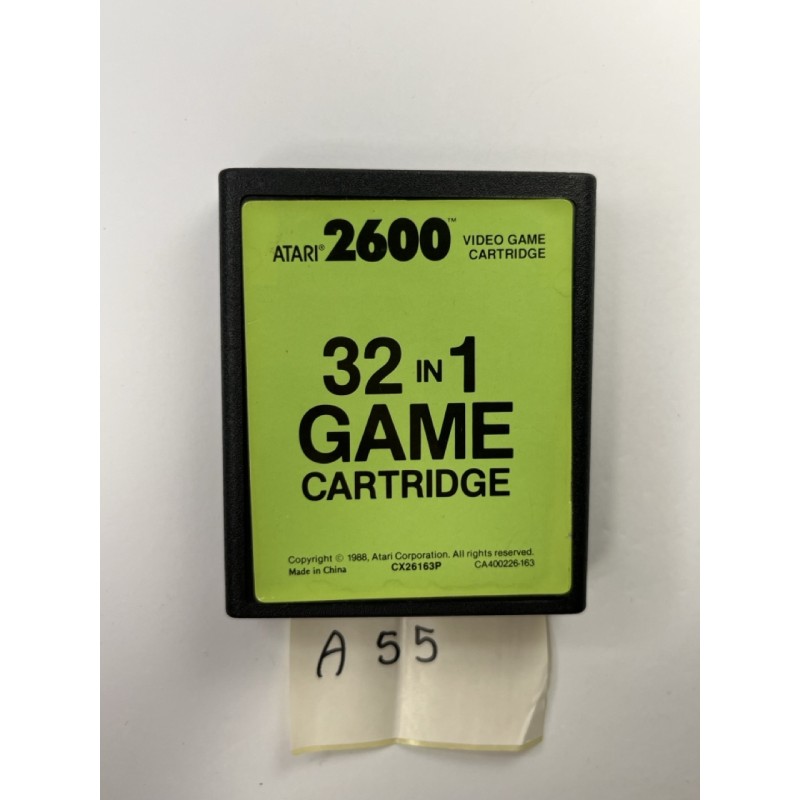 ATARI® 2600™ VIDEO GAME
CARTRIDGE
32 IN 1
GAME
CARTRIDGE
Copyright © 1988, Atari Corporation. All rights reserved.
Made in China CX26163P CA400226-163
A 55